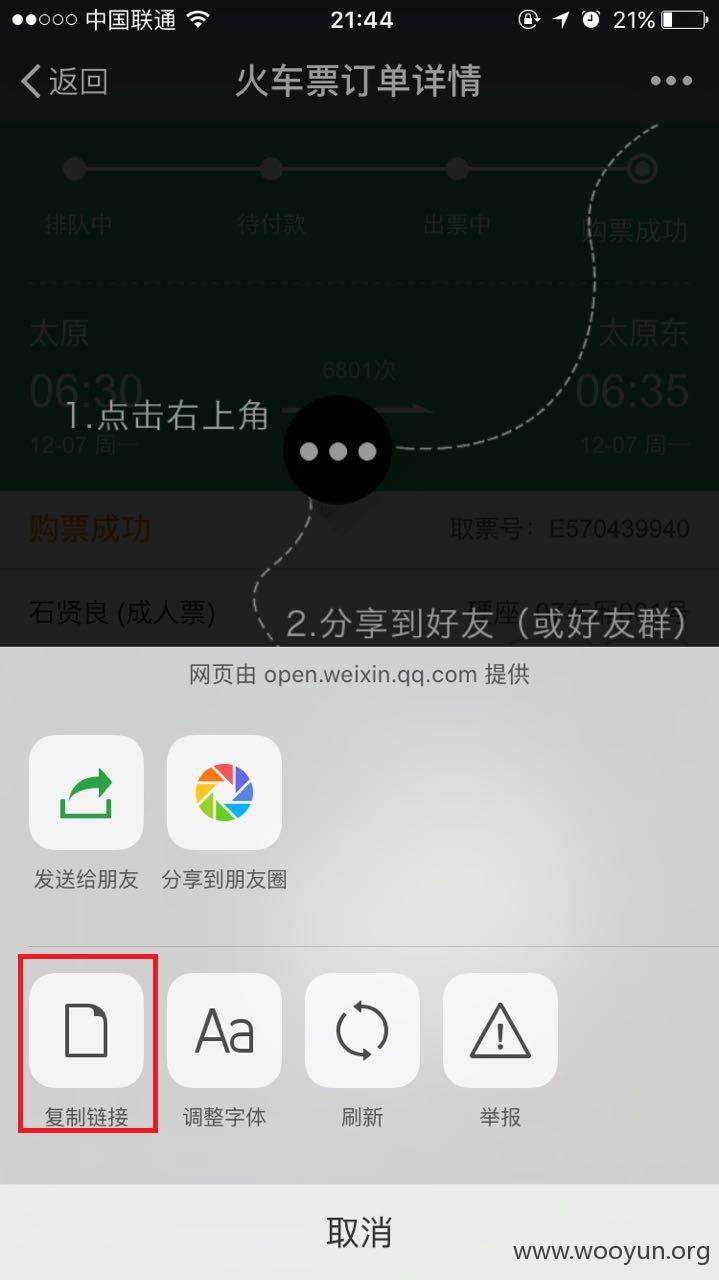 中国联通 21:44 21%
返回 火车票订单详情
排队中 待付款 出票中 购票成功
太原 太原东
6801次
06:30 06:35
1.点击右上角
12-07 周一 12-07 周一
购票成功 取票号：E570439940
石贤良 (成人票) 硬座
2.分享到好友（或好友群）
网页由 open.weixin.qq.com 提供
发送给朋友 分享到朋友圈
Aa
复制链接 调整字体 刷新 举报
取消
www.wooyun.org